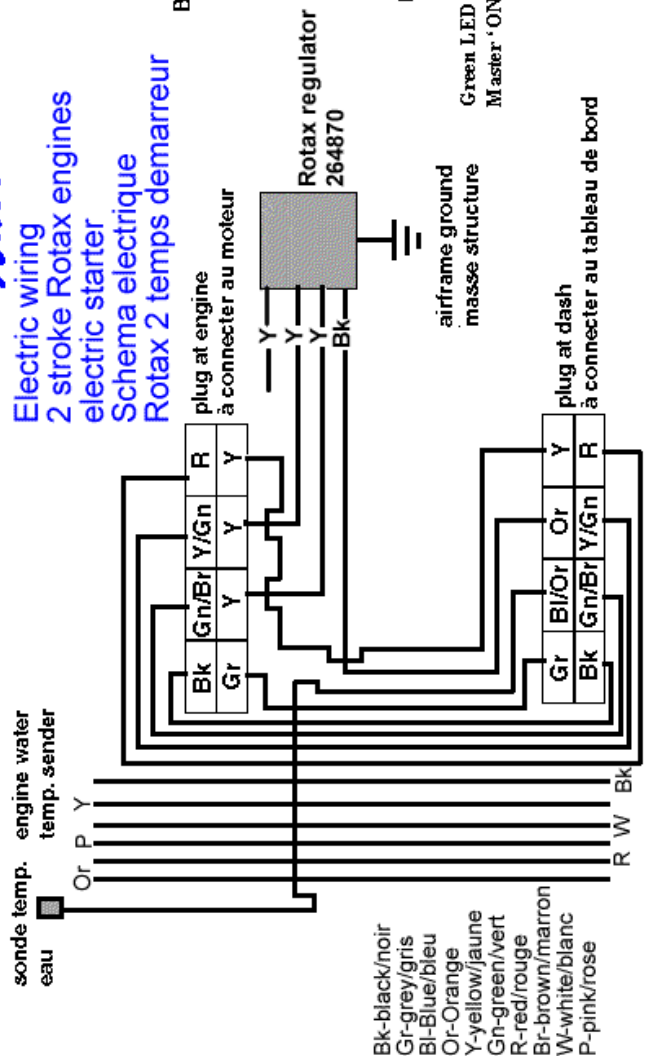 Electric wiring
2 stroke Rotax engines
electric starter
Schema electrique
Rotax 2 temps demarreur
B
plug at engine
à connecter au moteur
Rotax regulator
264870
Green LED
Master ‘ON
airframe ground
masse structure
Y
Y
Y
Bk
Bk Gn/Br Y/Gn R
Gr Y Y Y
plug at dash
à connecter au tableau de bord
Gr Bl/Or Or Y
Bk Gn/Br Y/Gn R
sonde temp. engine water
eau temp. sender
Or P Y
R W Bk
Bk-black/noir
Gr-grey/gris
Bl-Blue/bleu
Or-Orange
Y-yellow/jaune
Gn-green/vert
R-red/rouge
Br-brown/marron
W-white/blanc
P-pink/rose